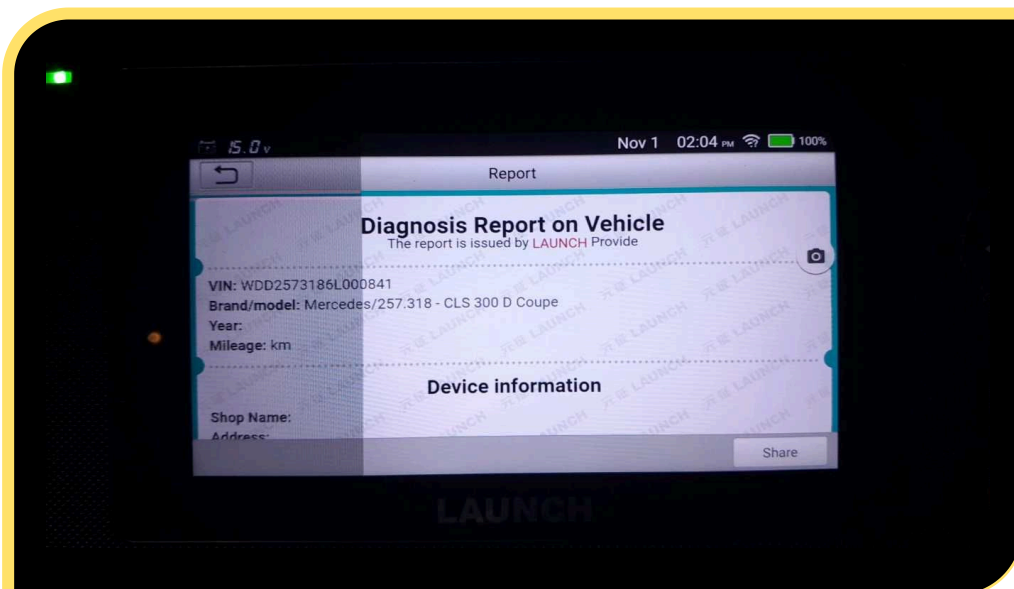 15.0 v
Nov 1 02:04 PM 100%
Report
Diagnosis Report on Vehicle
The report is issued by LAUNCH Provide
VIN: WDD2573186L000841
Brand/model: Mercedes/257.318 - CLS 300 D Coupe
Year:
Mileage: km
Device information
Shop Name:
Address:
Share
LAUNCH